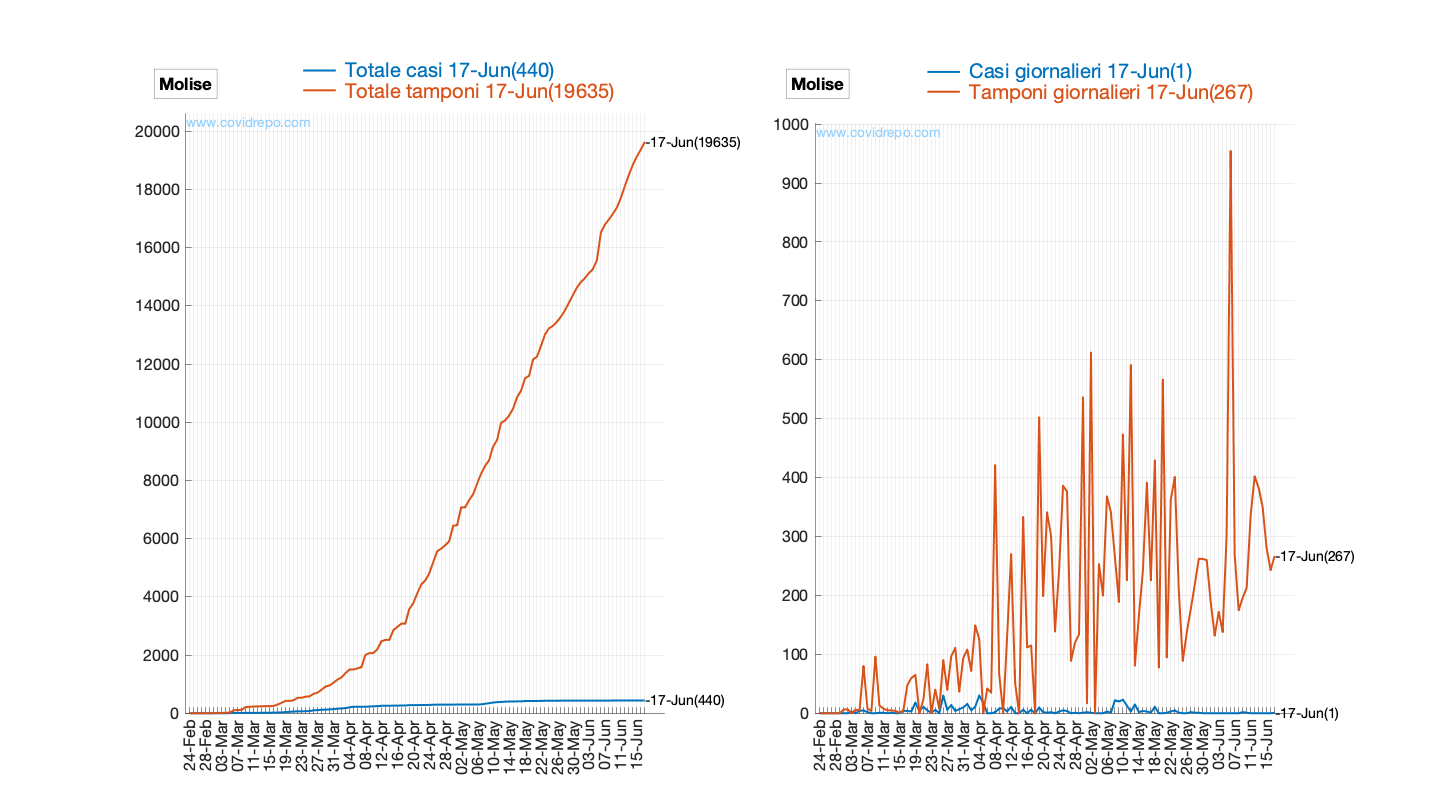 Molise
Totale casi 17-Jun(440)
Totale tamponi 17-Jun(19635)
www.covidrepo.com
20000
18000
16000
14000
12000
10000
8000
6000
4000
2000
0
17-Jun(19635)
17-Jun(440)
24-Feb
28-Feb
03-Mar
07-Mar
11-Mar
15-Mar
19-Mar
23-Mar
27-Mar
31-Mar
04-Apr
08-Apr
12-Apr
16-Apr
20-Apr
24-Apr
28-Apr
02-May
06-May
10-May
14-May
18-May
22-May
26-May
30-May
03-Jun
07-Jun
11-Jun
15-Jun
Molise
Casi giornalieri 17-Jun(1)
Tamponi giornalieri 17-Jun(267)
www.covidrepo.com
1000
900
800
700
600
500
400
300
200
100
0
17-Jun(267)
17-Jun(1)
24-Feb
28-Feb
03-Mar
07-Mar
11-Mar
15-Mar
19-Mar
23-Mar
27-Mar
31-Mar
04-Apr
08-Apr
12-Apr
16-Apr
20-Apr
24-Apr
28-Apr
02-May
06-May
10-May
14-May
18-May
22-May
26-May
30-May
03-Jun
07-Jun
11-Jun
15-Jun